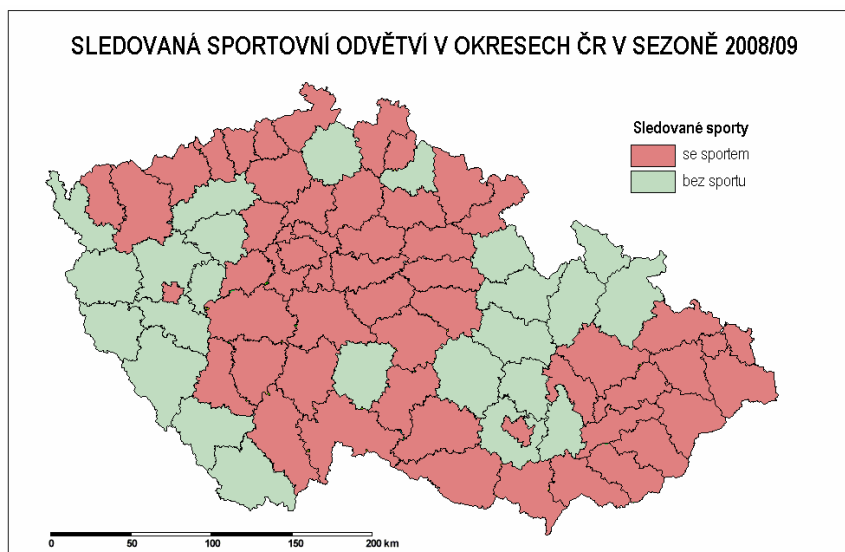 SLEDOVANÁ SPORTOVNÍ ODVĚTVÍ V OKRESECH ČR V SEZONĚ 2008/09
Sledované sporty
se sportem
bez sportu
0 50 100 150 200 km